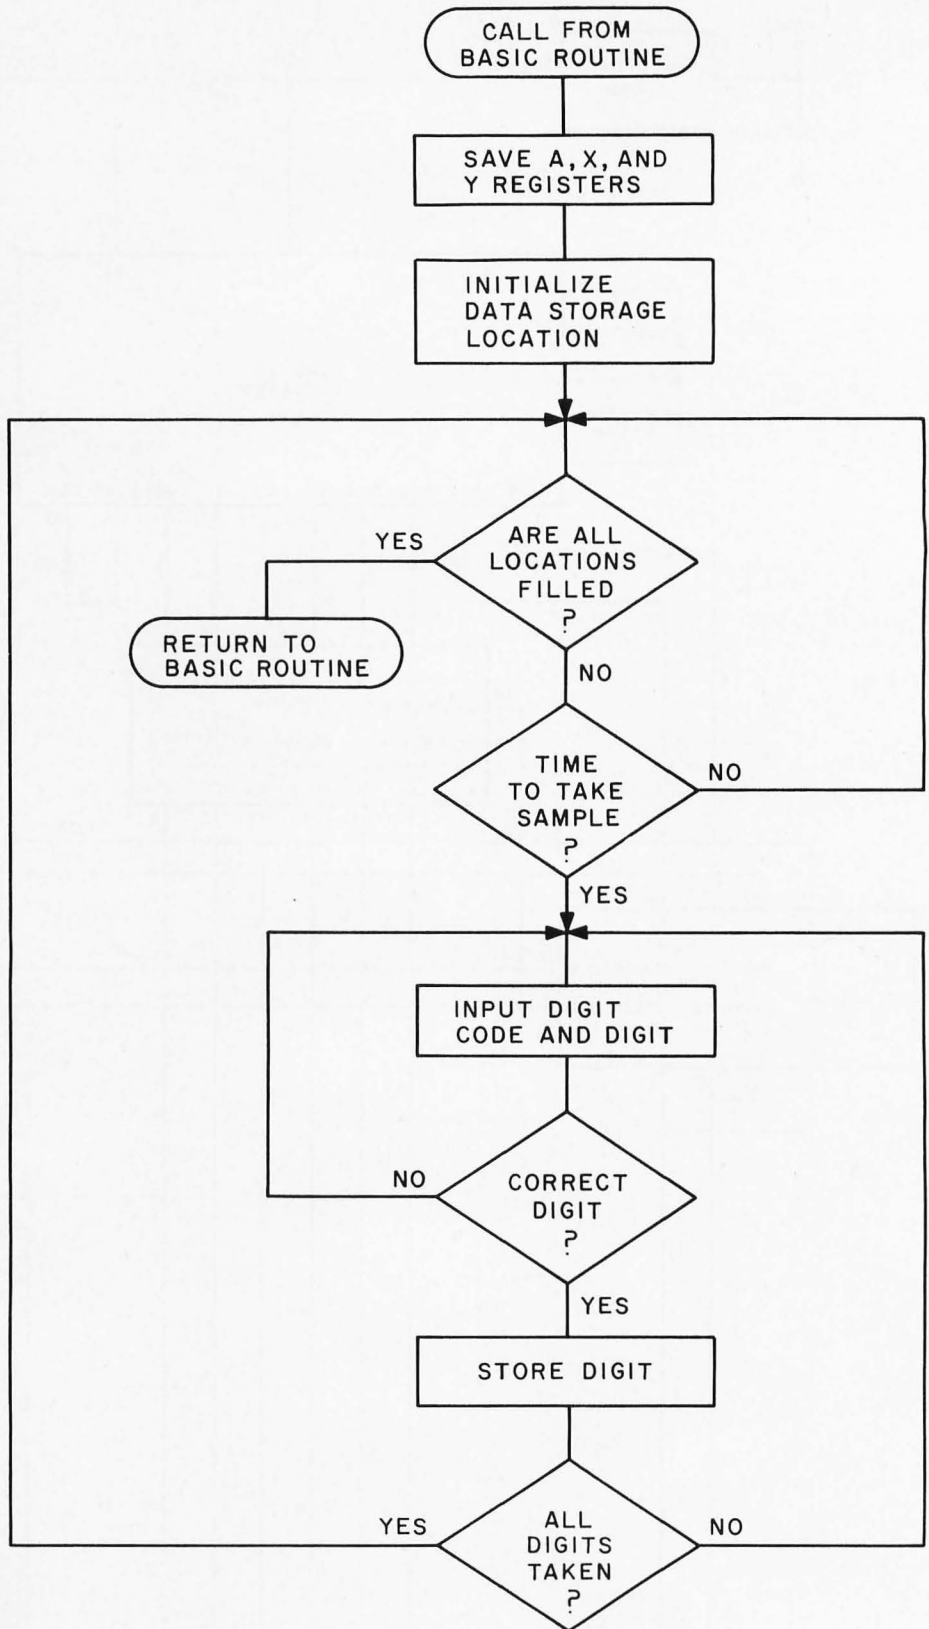 CALL FROM
BASIC ROUTINE
SAVE A, X, AND
Y REGISTERS
INITIALIZE
DATA STORAGE
LOCATION
ARE ALL
LOCATIONS
FILLED
?
YES
RETURN TO
BASIC ROUTINE
NO
TIME
TO TAKE
SAMPLE
?
NO
YES
INPUT DIGIT
CODE AND DIGIT
CORRECT
DIGIT
?
NO
YES
STORE DIGIT
ALL
DIGITS
TAKEN
?
YES
NO